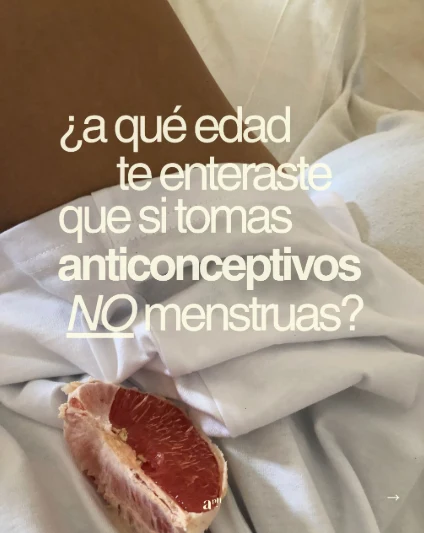 ¿a qué edad
te enteraste
que si tomas
anticonceptivos
NO menstruas?
→